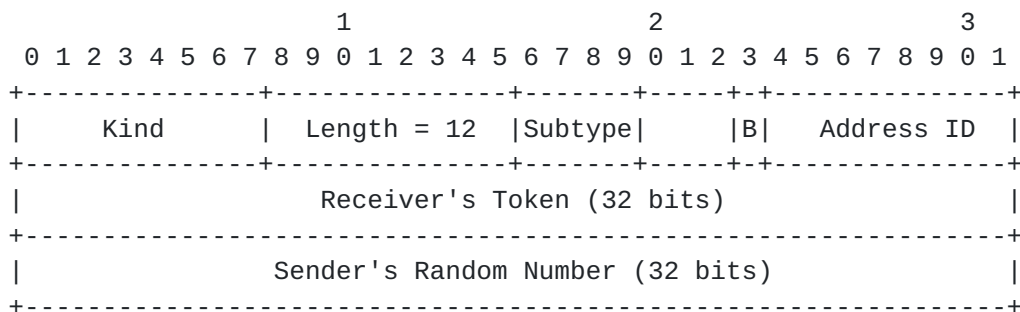 1                   2                   3
 0 1 2 3 4 5 6 7 8 9 0 1 2 3 4 5 6 7 8 9 0 1 2 3 4 5 6 7 8 9 0 1
+---------------+---------------+-------+-----+-+---------------+
|     Kind      |  Length = 12  |Subtype|     |B|   Address ID  |
+---------------+---------------+-------+-----+-+---------------+
|                   Receiver's Token (32 bits)                  |
+---------------------------------------------------------------+
|                Sender's Random Number (32 bits)               |
+---------------------------------------------------------------+